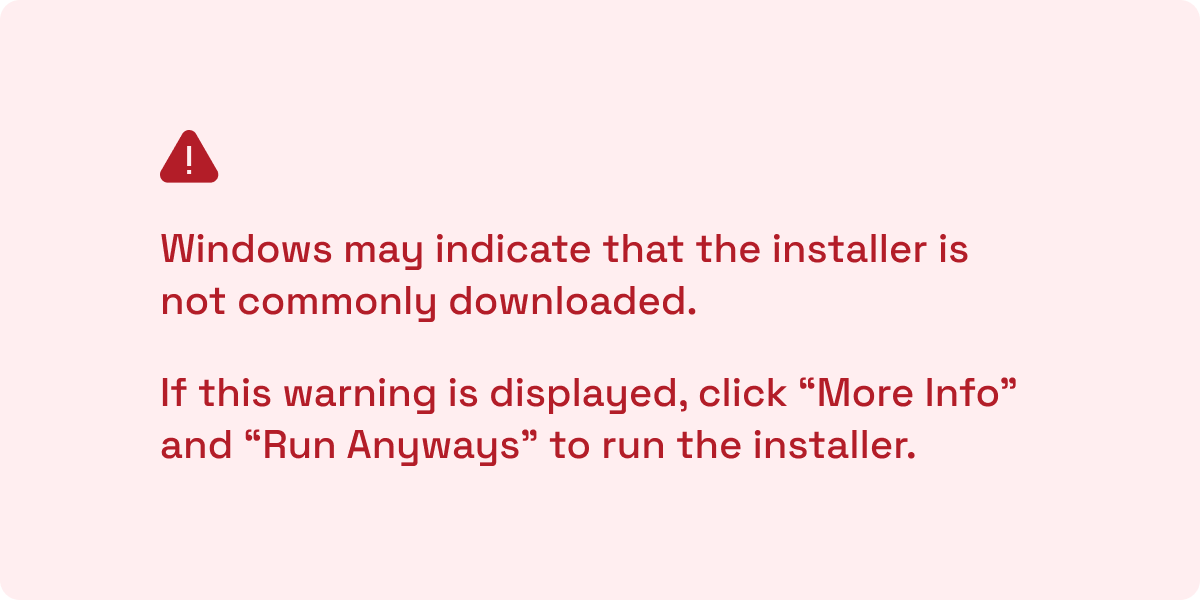 Windows may indicate that the installer is
not commonly downloaded.
If this warning is displayed, click “More Info”
and “Run Anyways” to run the installer.